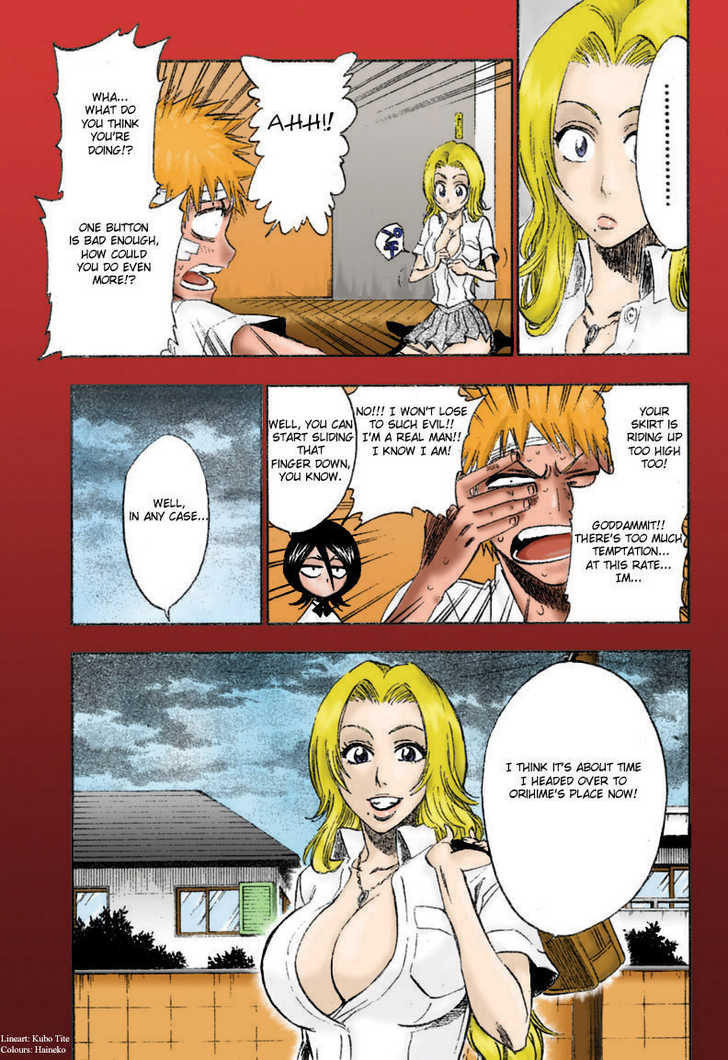 .........
AHH!!
WHA...
WHAT DO
YOU THINK
YOU'RE
DOING!?
ONE BUTTON
IS BAD ENOUGH,
HOW COULD
YOU DO EVEN
MORE!?
YOUR
SKIRT IS
RIDING UP
TOO HIGH
TOO!
GODDAMMIT!!
THERE'S TOO MUCH
TEMPTATION...
AT THIS RATE...
IM...
NO!!! I WON'T LOSE
TO SUCH EVIL!!
I'M A REAL MAN!!
I KNOW I AM!
WELL, YOU CAN
START SLIDING
THAT
FINGER DOWN,
YOU KNOW.
WELL,
IN ANY CASE...
I THINK IT'S ABOUT TIME
I HEADED OVER TO
ORIHIME'S PLACE NOW!
Lineart: Kubo Tite
Colours: Haineko